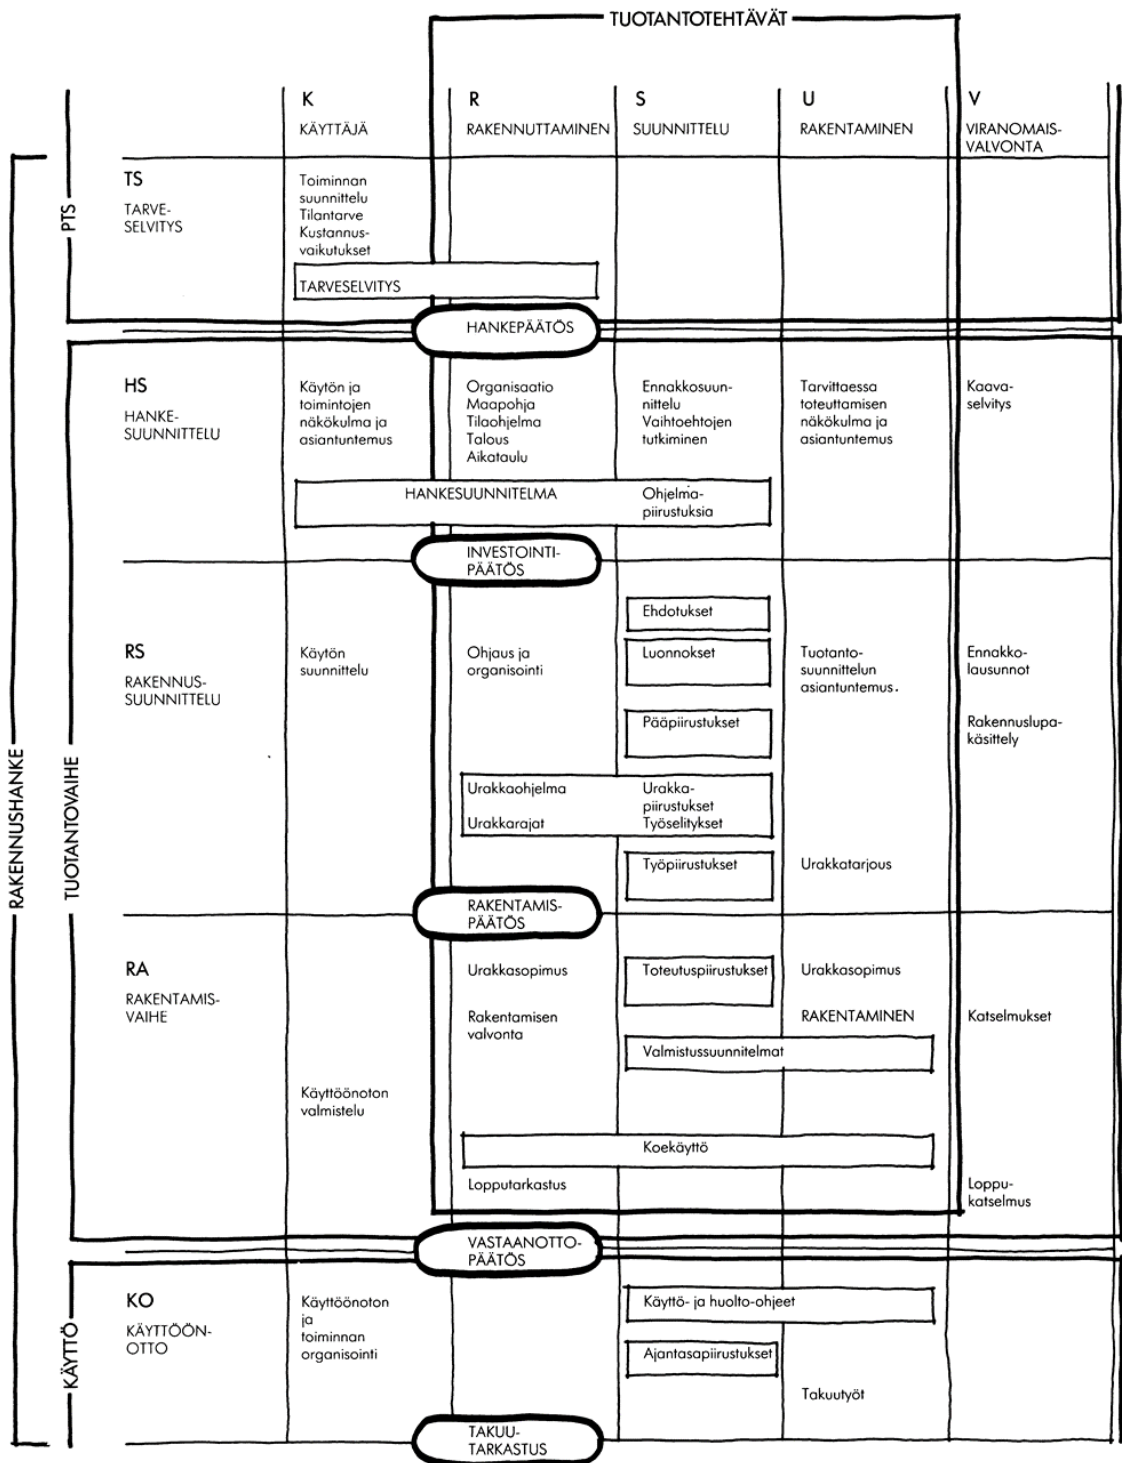 TUOTANTOTEHTÄVÄT
K
R
S
U
V
KÄYTTÄJÄ
RAKENNUTTAMINEN
SUUNNITTELU
RAKENTAMINEN
VIRANOMAIS-
VALVONTA
RAKENNUSHANKE
PTS
TS
TARVE-
SELVITYS
Toiminnan
suunnittelu
Tilantarve
Kustannus-
vaikutukset
TARVESELVITYS
HANKEPÄÄTÖS
TUOTANTOVAIHE
HS
HANKE-
SUUNNITTELU
Käytön ja
toimintojen
näkökulma ja
asiantuntemus
Organisaatio
Maapohja
Tilaohjelma
Talous
Aikataulu
Ennakkosuun-
nittelu
Vaihtoehtojen
tutkiminen
Tarvittaessa
toteuttamisen
näkökulma ja
asiantuntemus
Kaava-
selvitys
HANKESUUNNITELMA
Ohjelma-
piirustuksia
INVESTOINTI-
PÄÄTÖS
RS
RAKENNUS-
SUUNNITTELU
Käytön
suunnittelu
Ohjaus ja
organisointi
Ehdotukset
Luonnokset
Tuotanto-
suunnittelun
asiantuntemus.
Ennakko-
lausunnot
Pääpiirustukset
Rakennuslupa-
käsittely
Urakkaohjelma
Urakkarajat
Urakka-
piirustukset
Työselitykset
Työpiirustukset
Urakkatarjous
RAKENTAMIS-
PÄÄTÖS
RA
RAKENTAMIS-
VAIHE
Urakkasopimus
Toteutuspiirustukset
Urakkasopimus
Rakentamisen
valvonta
RAKENTAMINEN
Katselmukset
Valmistussuunnitelmat
Käyttöönoton
valmistelu
Koekäyttö
Lopputarkastus
Loppu-
katselmus
VASTAANOTTO-
PÄÄTÖS
KÄYTTÖ
KO
KÄYTTÖÖN-
OTTO
Käyttöönoton
ja
toiminnan
organisointi
Käyttö- ja huolto-ohjeet
Ajantasapiirustukset
Takuutyöt
TAKUU-
TARKASTUS